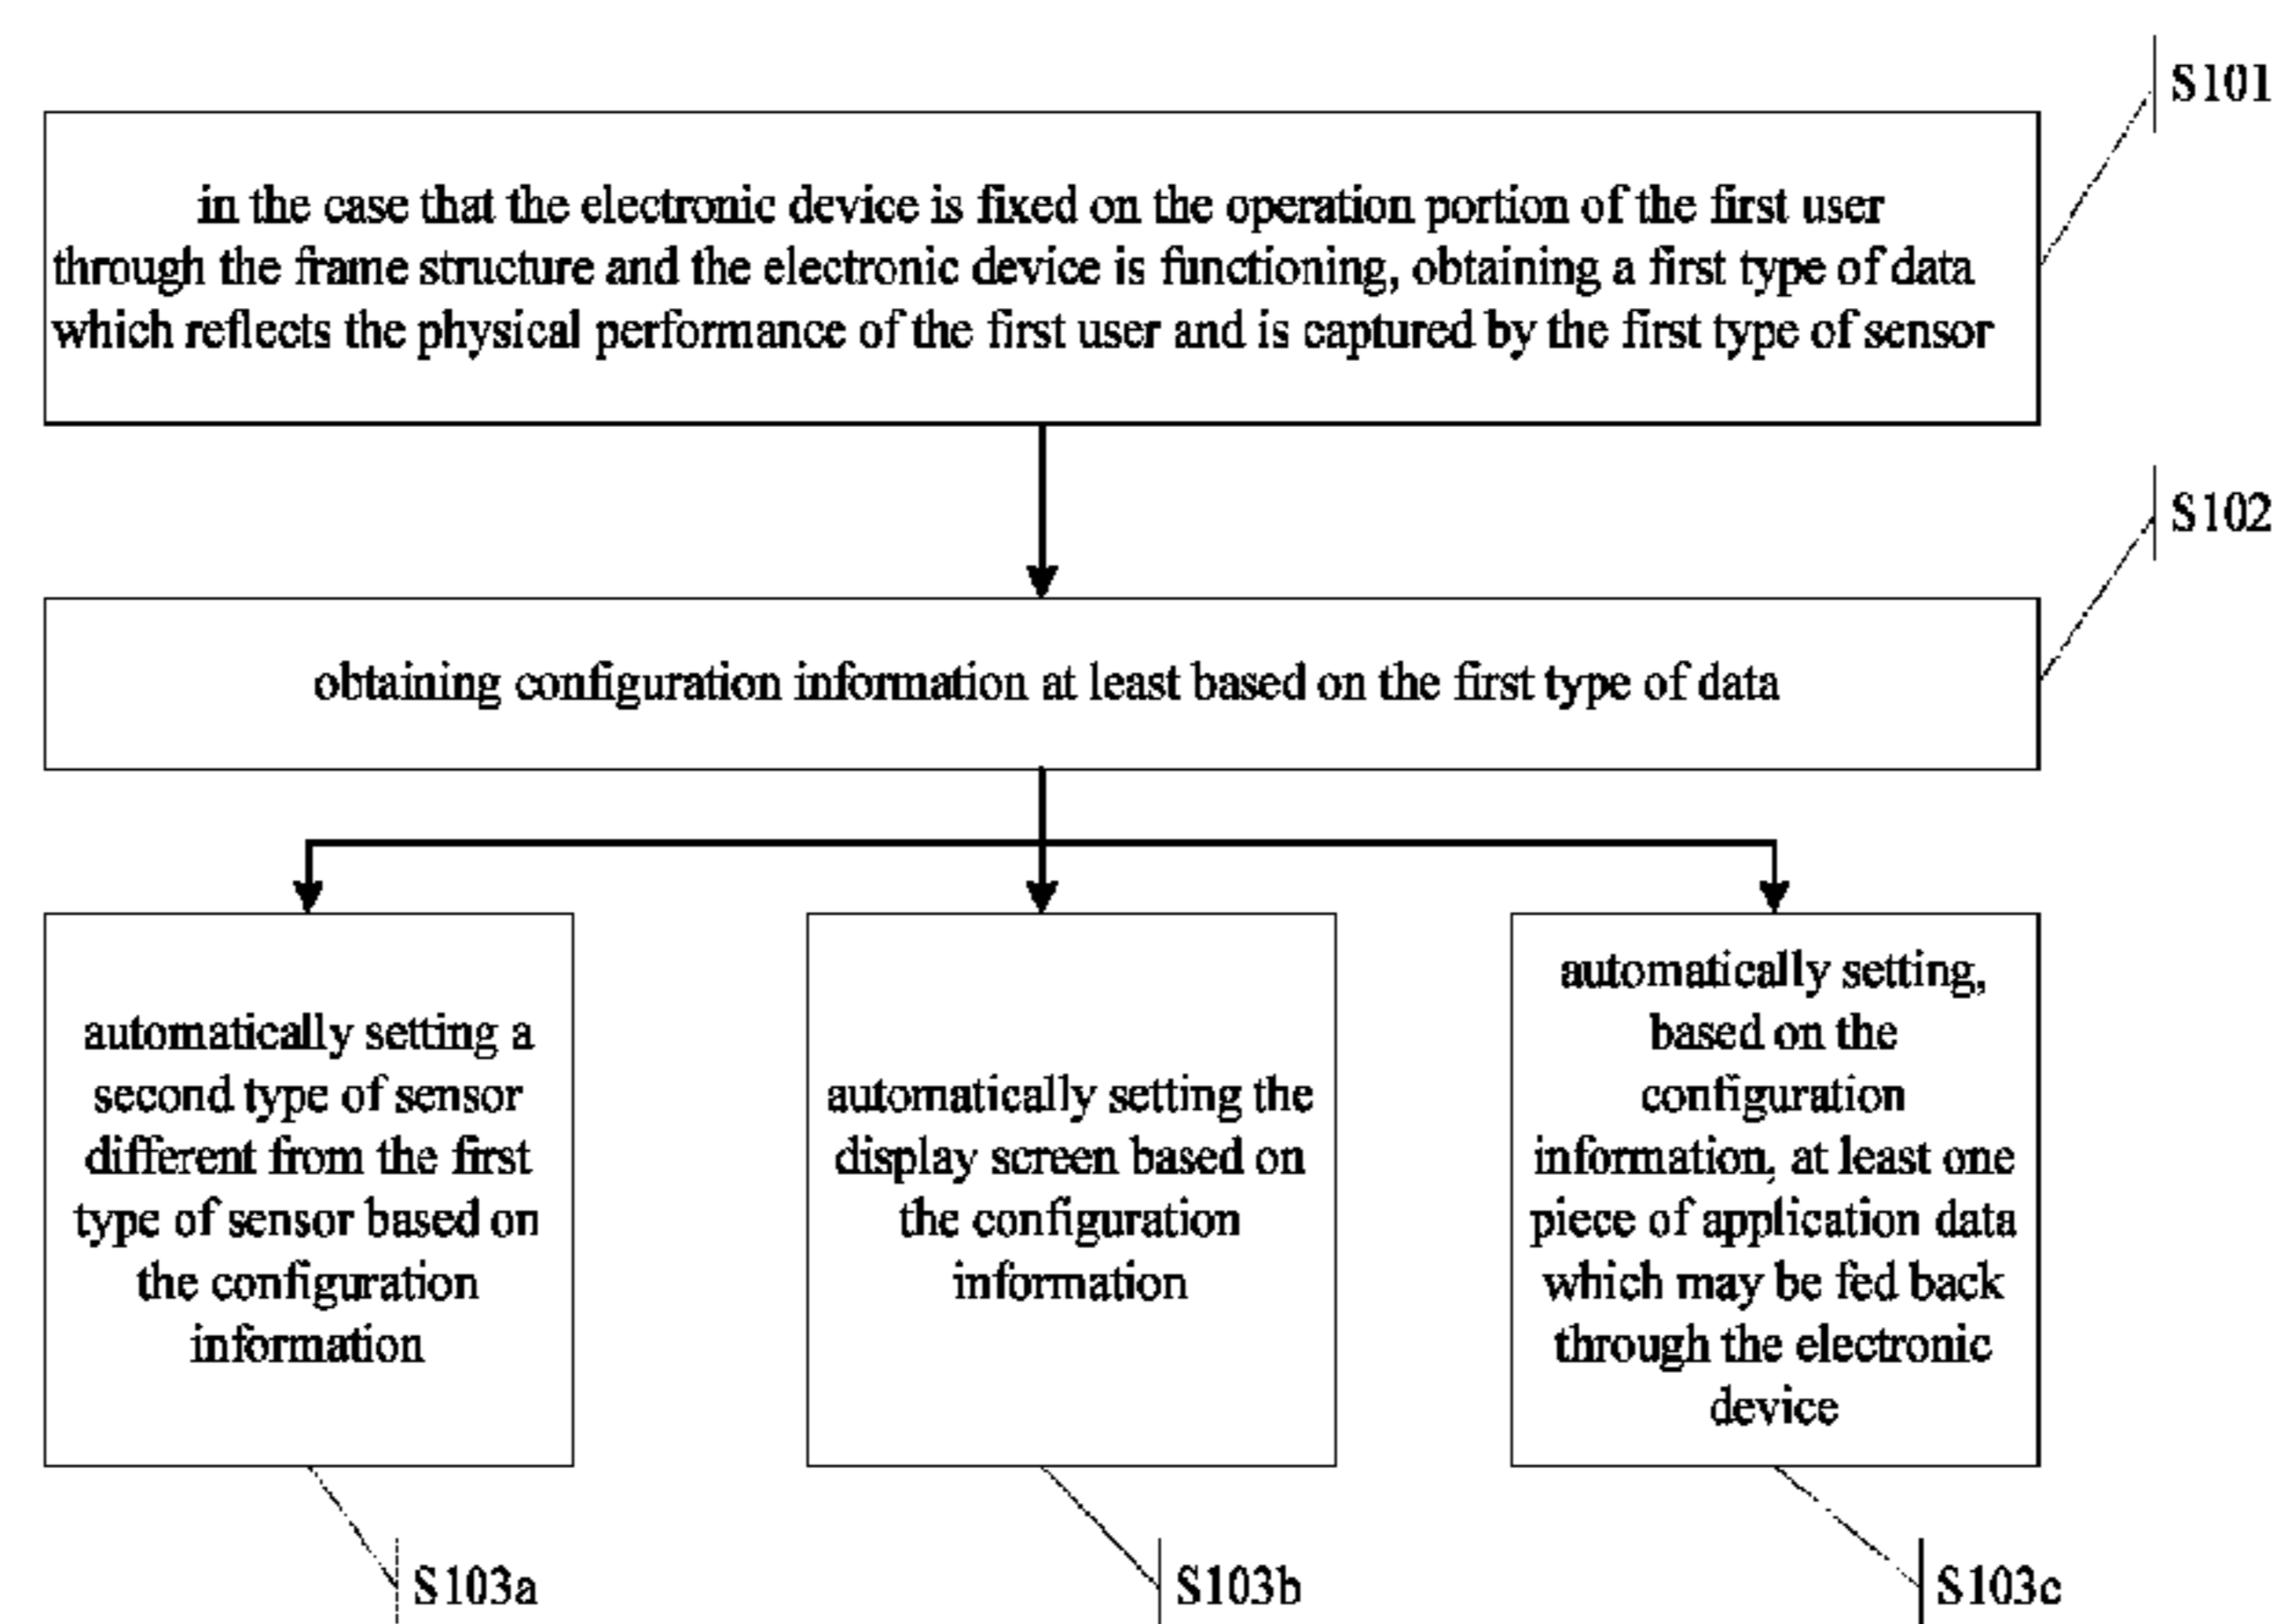 S101
in the case that the electronic device is fixed on the operation portion of the first user
through the frame structure and the electronic device is functioning, obtaining a first type of data
which reflects the physical performance of the first user and is captured by the first type of sensor
S102
obtaining configuration information at least based on the first type of data
automatically setting a
second type of sensor
different from the first
type of sensor based on
the configuration
information
automatically setting the
display screen based on
the configuration
information
automatically setting,
based on the
configuration
information, at least one
piece of application data
which may be fed back
through the electronic
device
S103a
S103b
S103c